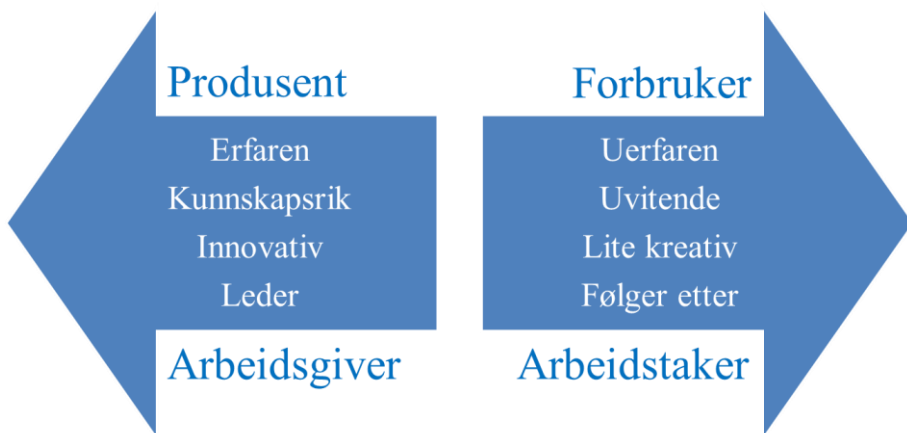 Produsent
Erfaren
Kunnskapsrik
Innovativ
Leder
Arbeidsgiver
Forbruker
Uerfaren
Uvitende
Lite kreativ
Følger etter
Arbeidstaker